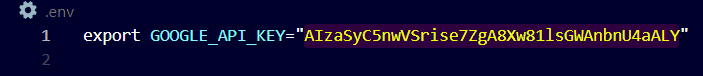 .env
1 export GOOGLE_API_KEY="AIzaSyC5nwVSrise7ZgA8Xw81lsGWAnbnU4aALY"
2